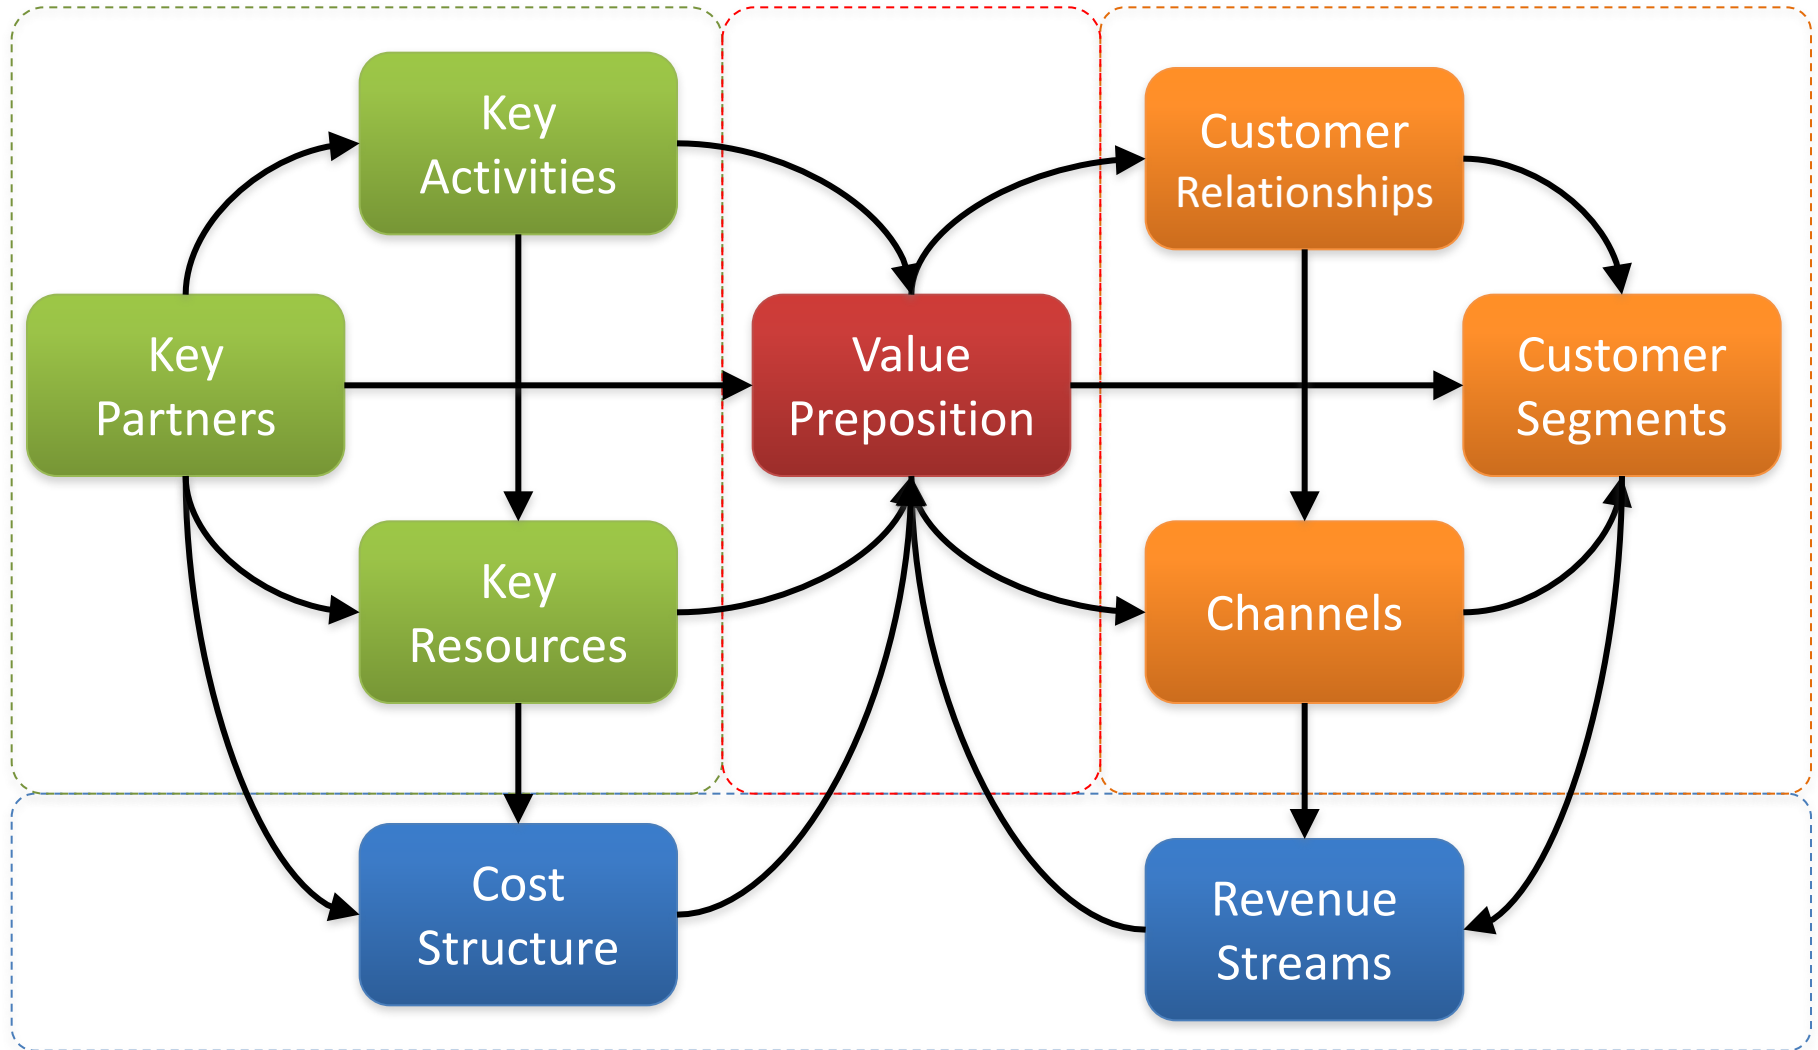 Key
Activities
Customer
Relationships
Key
Partners
Value
Preposition
Customer
Segments
Key
Resources
Channels
Cost
Structure
Revenue
Streams